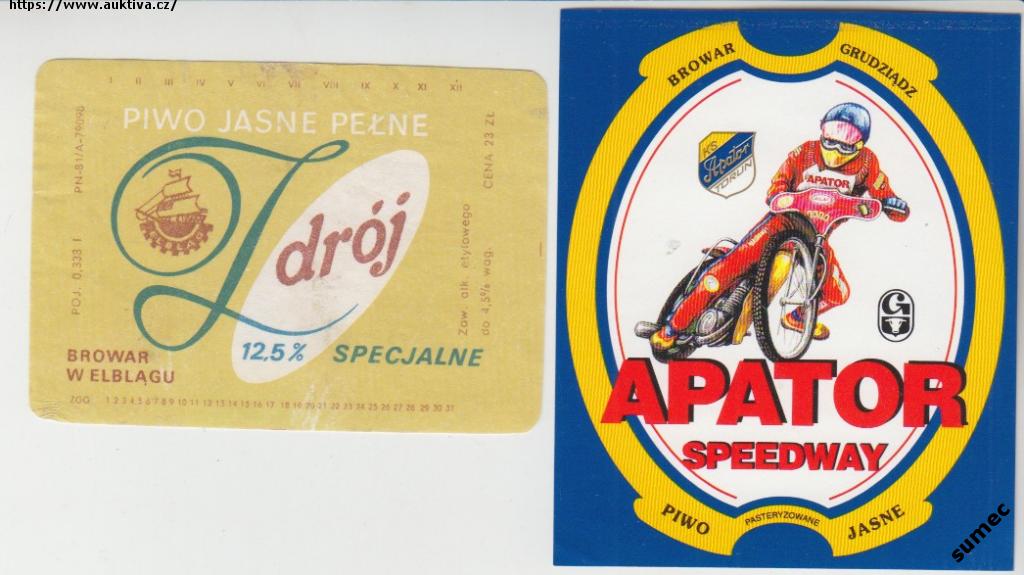 https://www.auktiva.cz/
I II III IV V VI VII VIII IX X XI XII
PIWO JASNE PEŁNE
Zdrój
ELBLĄG
PN-81/A-79098
POJ. 0,333 l
CENA 23 ZŁ
Zaw. alk. etylowego
do 4,5% wag.
12,5% SPECJALNE
BROWAR
W ELBLĄGU
1 2 3 4 5 6 7 8 9 10 11 12 13 14 15 16 17 18 19 20 21 22 23 24 25 26 27 28 29 30 31
BROWAR GRUDZIĄDZ
KS
Apator
TORUŃ
APATOR
G
APATOR
SPEEDWAY
PIWO PASTERYZOWANE JASNE
sumec